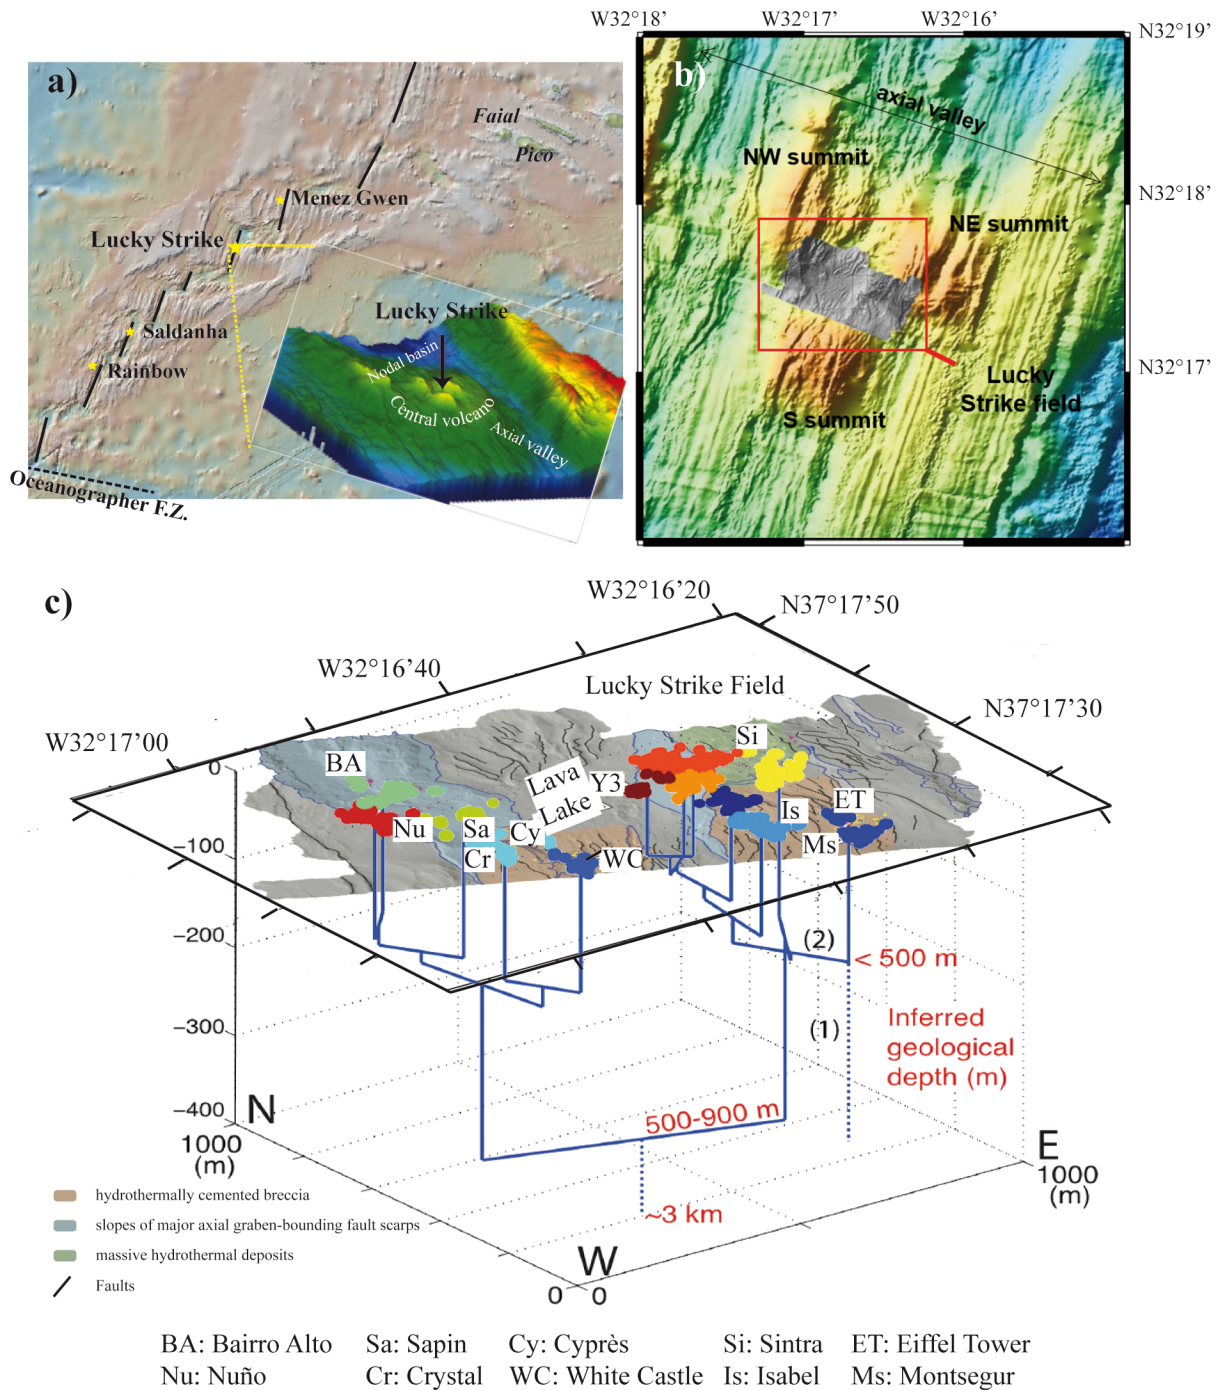 W32°18’ W32°17’ W32°16’
N32°19’
a)
Faial
Pico
Menez Gwen
Lucky Strike
Saldanha
Rainbow
Lucky Strike
Nodal basin
Central volcano
Axial valley
Oceanographer F.Z.
b)
axial valley
NW summit
N32°18’
NE summit
N32°17’
Lucky
Strike field
S summit
c)
W32°16’20
N37°17’50
W32°16’40
Lucky Strike Field
N37°17’30
W32°17’00
0
BA
Si
Lava
Lake
Y3
ET
Is
Nu
Sa
Cy
−100
Cr
WC
Ms
−200
(2)
< 500 m
−300
(1)
Inferred
geological
depth (m)
−400
N
500-900 m
1000
(m)
E
1000
(m)
hydrothermally cemented breccia
slopes of major axial graben-bounding fault scarps
~3 km
massive hydrothermal deposits
W
Faults
0 0
BA: Bairro Alto Sa: Sapin Cy: Cyprès Si: Sintra ET: Eiffel Tower
Nu: Nuño Cr: Crystal WC: White Castle Is: Isabel Ms: Montsegur